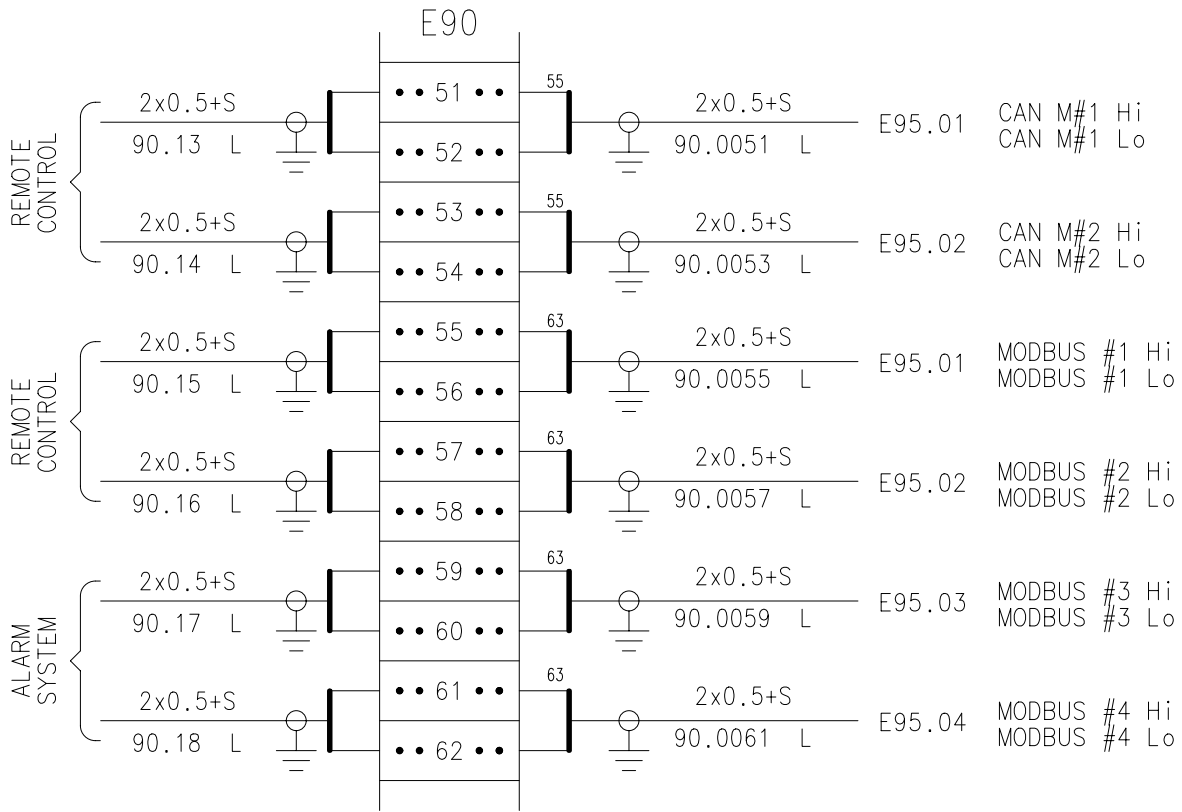 E90
REMOTE
CONTROL
2x0.5+S
90.13 L
51
52
55
2x0.5+S
90.0051 L
E95.01
CAN M#1 Hi
CAN M#1 Lo
2x0.5+S
90.14 L
53
54
55
2x0.5+S
90.0053 L
E95.02
CAN M#2 Hi
CAN M#2 Lo
REMOTE
CONTROL
2x0.5+S
90.15 L
55
56
63
2x0.5+S
90.0055 L
E95.01
MODBUS #1 Hi
MODBUS #1 Lo
2x0.5+S
90.16 L
57
58
63
2x0.5+S
90.0057 L
E95.02
MODBUS #2 Hi
MODBUS #2 Lo
ALARM
SYSTEM
2x0.5+S
90.17 L
59
60
63
2x0.5+S
90.0059 L
E95.03
MODBUS #3 Hi
MODBUS #3 Lo
2x0.5+S
90.18 L
61
62
63
2x0.5+S
90.0061 L
E95.04
MODBUS #4 Hi
MODBUS #4 Lo